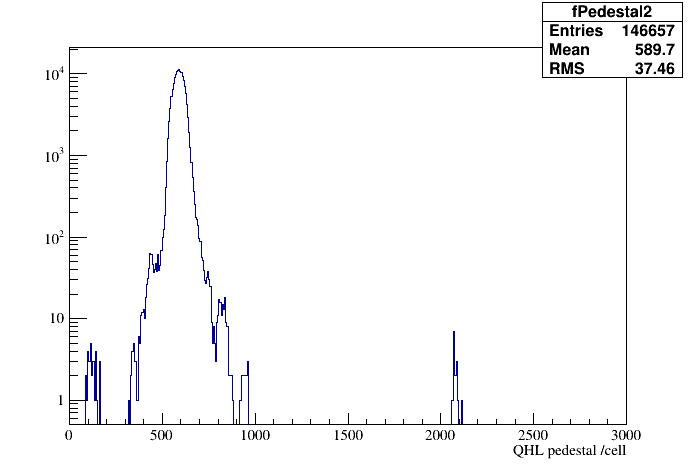 fPedestal2
Entries 146657
Mean 589.7
RMS 37.46
10^4
10^3
10^2
10
1
0 500 1000 1500 2000 2500 3000
QHL pedestal /cell